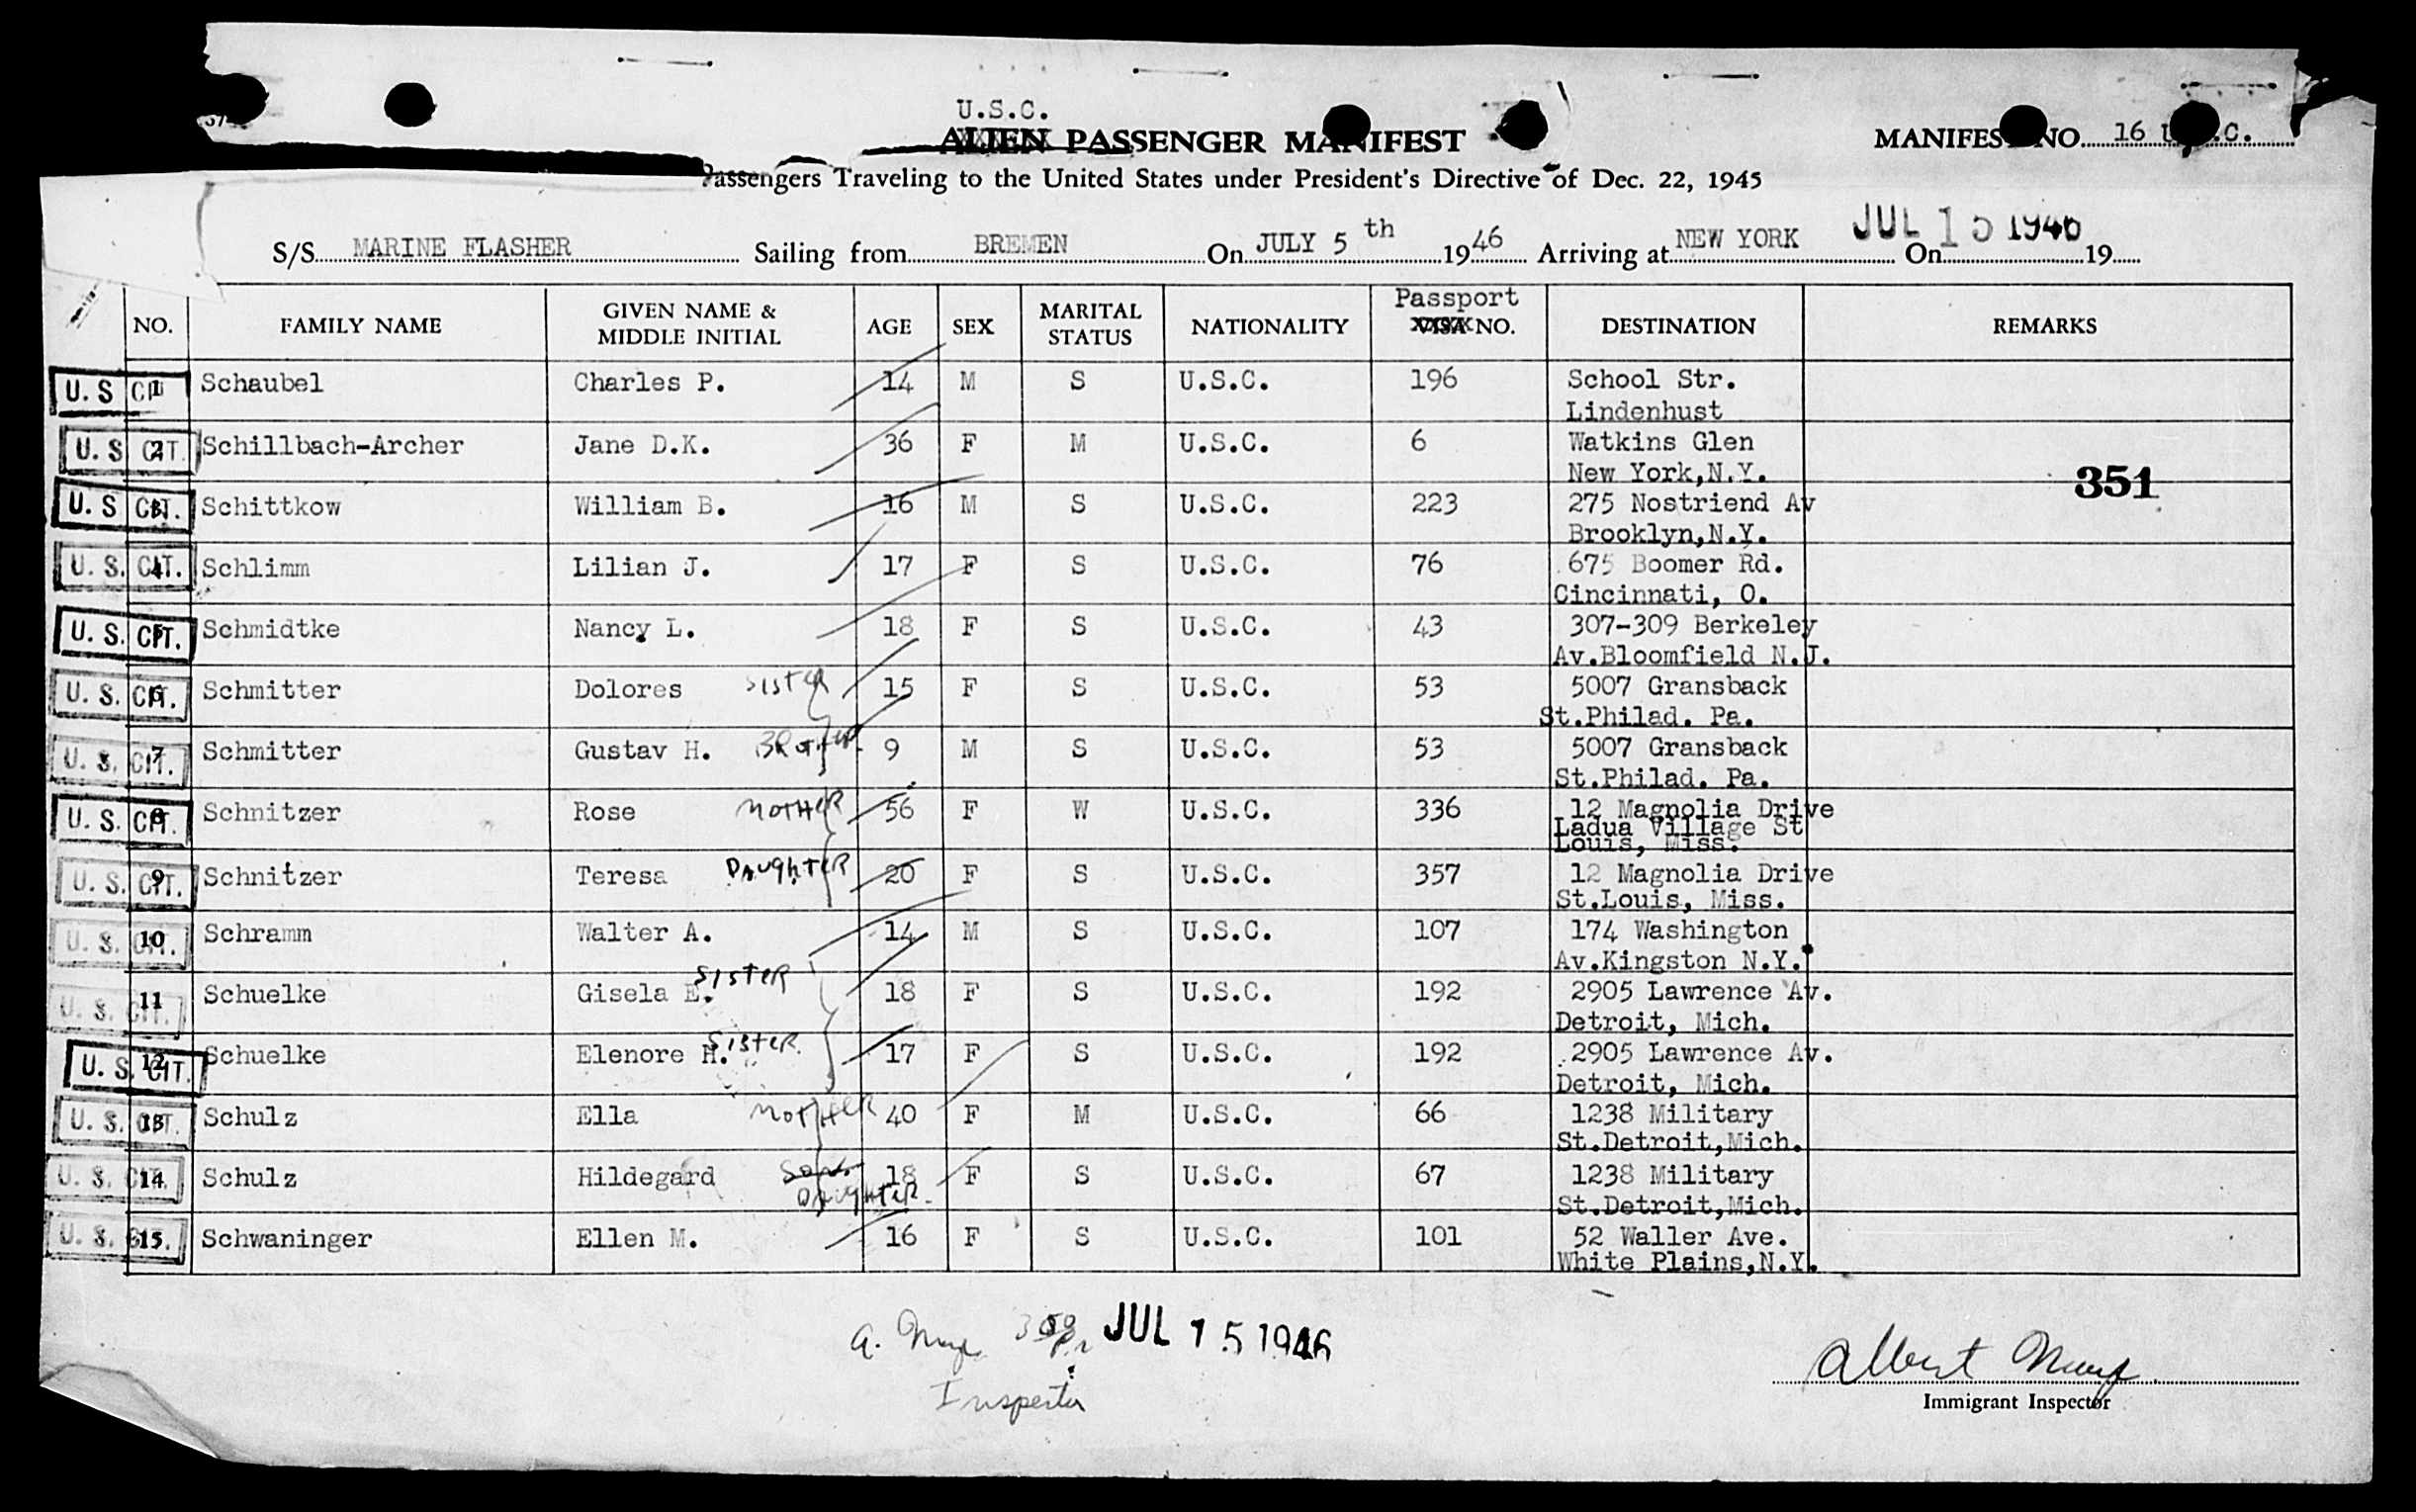 U.S.C.
ALIEN PASSENGER MANIFEST
MANIFEST NO. 16 U.S.C.
Passengers Traveling to the United States under President's Directive of Dec. 22, 1945
S/S MARINE FLASHER Sailing from BREMEN On JULY 5 th 1946 Arriving at NEW YORK On JUL 15 1946 19
NO. FAMILY NAME GIVEN NAME & MIDDLE INITIAL AGE SEX MARITAL STATUS NATIONALITY Passport VISA NO. DESTINATION REMARKS
U. S. CIT. 1 Schaubel Charles P. 14 M S U.S.C. 196 School Str.
Lindenhust
U. S. CIT. 2 Schillbach-Archer Jane D.K. 36 F M U.S.C. 6 Watkins Glen
New York,N.Y.
351
U. S. CIT. 3 Schittkow William B. 16 M S U.S.C. 223 275 Nostriend Av
Brooklyn,N.Y.
U. S. CIT. 4 Schlimm Lilian J. 17 F S U.S.C. 76 675 Boomer Rd.
Cincinnati, O.
U. S. CIT. 5 Schmidtke Nancy L. 18 F S U.S.C. 43 307-309 Berkeley
Av.Bloomfield N.J.
U. S. CIT. 6 Schmitter Dolores SISTER 15 F S U.S.C. 53 5007 Gransback
St.Philad. Pa.
U. S. CIT. 7 Schmitter Gustav H. BROTHER 9 M S U.S.C. 53 5007 Gransback
St.Philad. Pa.
U. S. CIT. 8 Schnitzer Rose MOTHER 56 F W U.S.C. 336 12 Magnolia Drive
Ladua Village St
Louis, Miss.
U. S. CIT. 9 Schnitzer Teresa DAUGHTER 20 F S U.S.C. 357 12 Magnolia Drive
St.Louis, Miss.
U. S. CIT. 10 Schramm Walter A. 14 M S U.S.C. 107 174 Washington
Av.Kingston N.Y.
U. S. CIT. 11 Schuelke Gisela E. SISTER 18 F S U.S.C. 192 2905 Lawrence Av.
Detroit, Mich.
U. S. CIT. 12 Schuelke Elenore H. SISTER 17 F S U.S.C. 192 2905 Lawrence Av.
Detroit, Mich.
U. S. CIT. 13 Schulz Ella MOTHER 40 F M U.S.C. 66 1238 Military
St.Detroit,Mich.
U. S. CIT. 14 Schulz Hildegard Son DAUGHTER 18 F S U.S.C. 67 1238 Military
St.Detroit,Mich.
U. S. CIT. 15 Schwaninger Ellen M. 16 F S U.S.C. 101 52 Waller Ave.
White Plains,N.Y.
JUL 15 1946
Inspector
Albert
Immigrant Inspector